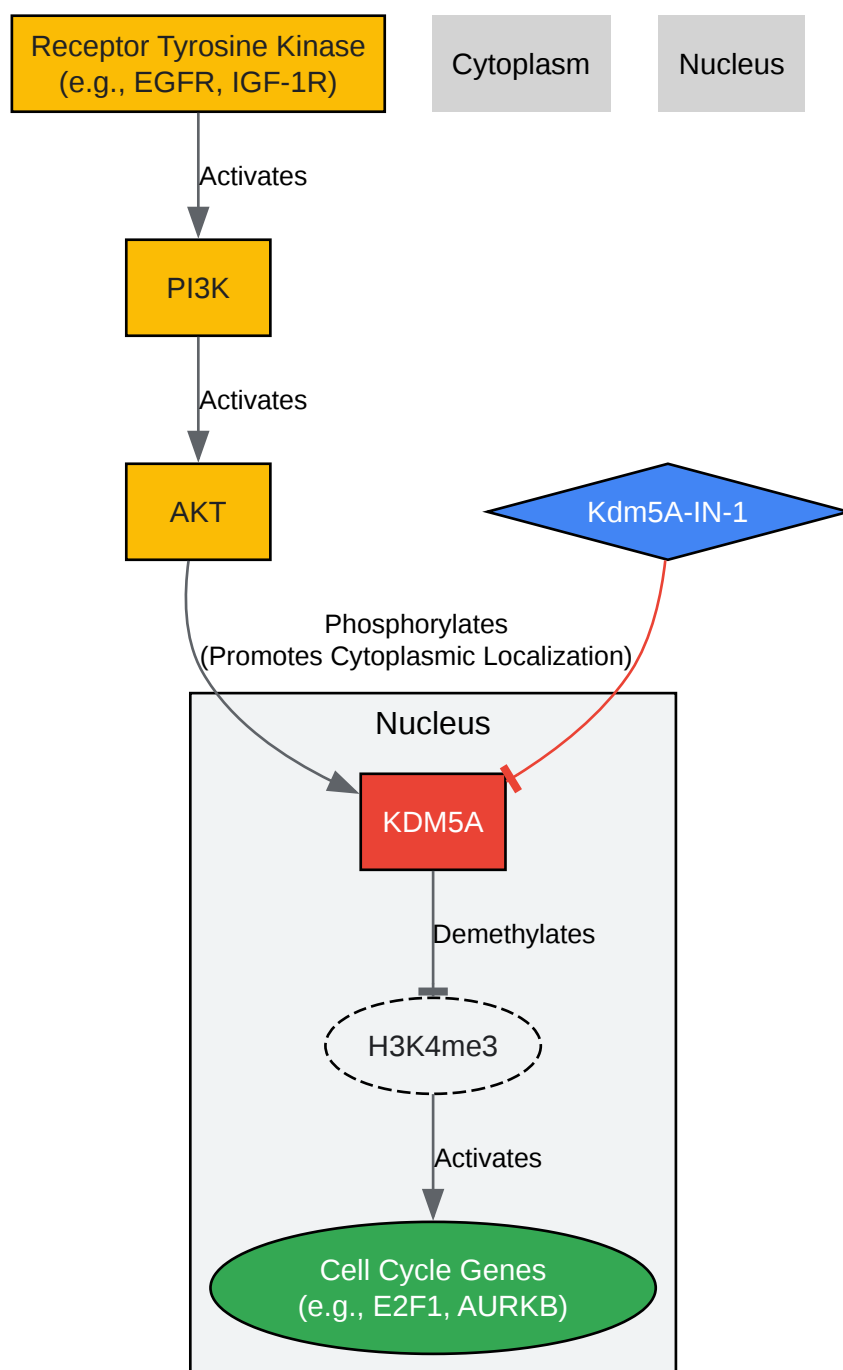 Receptor Tyrosine Kinase
(e.g., EGFR, IGF-1R)
Cytoplasm
Nucleus
Activates
PI3K
Activates
AKT
Kdm5A-IN-1
Phosphorylates
(Promotes Cytoplasmic Localization)
Nucleus
KDM5A
Demethylates
H3K4me3
Activates
Cell Cycle Genes
(e.g., E2F1, AURKB)